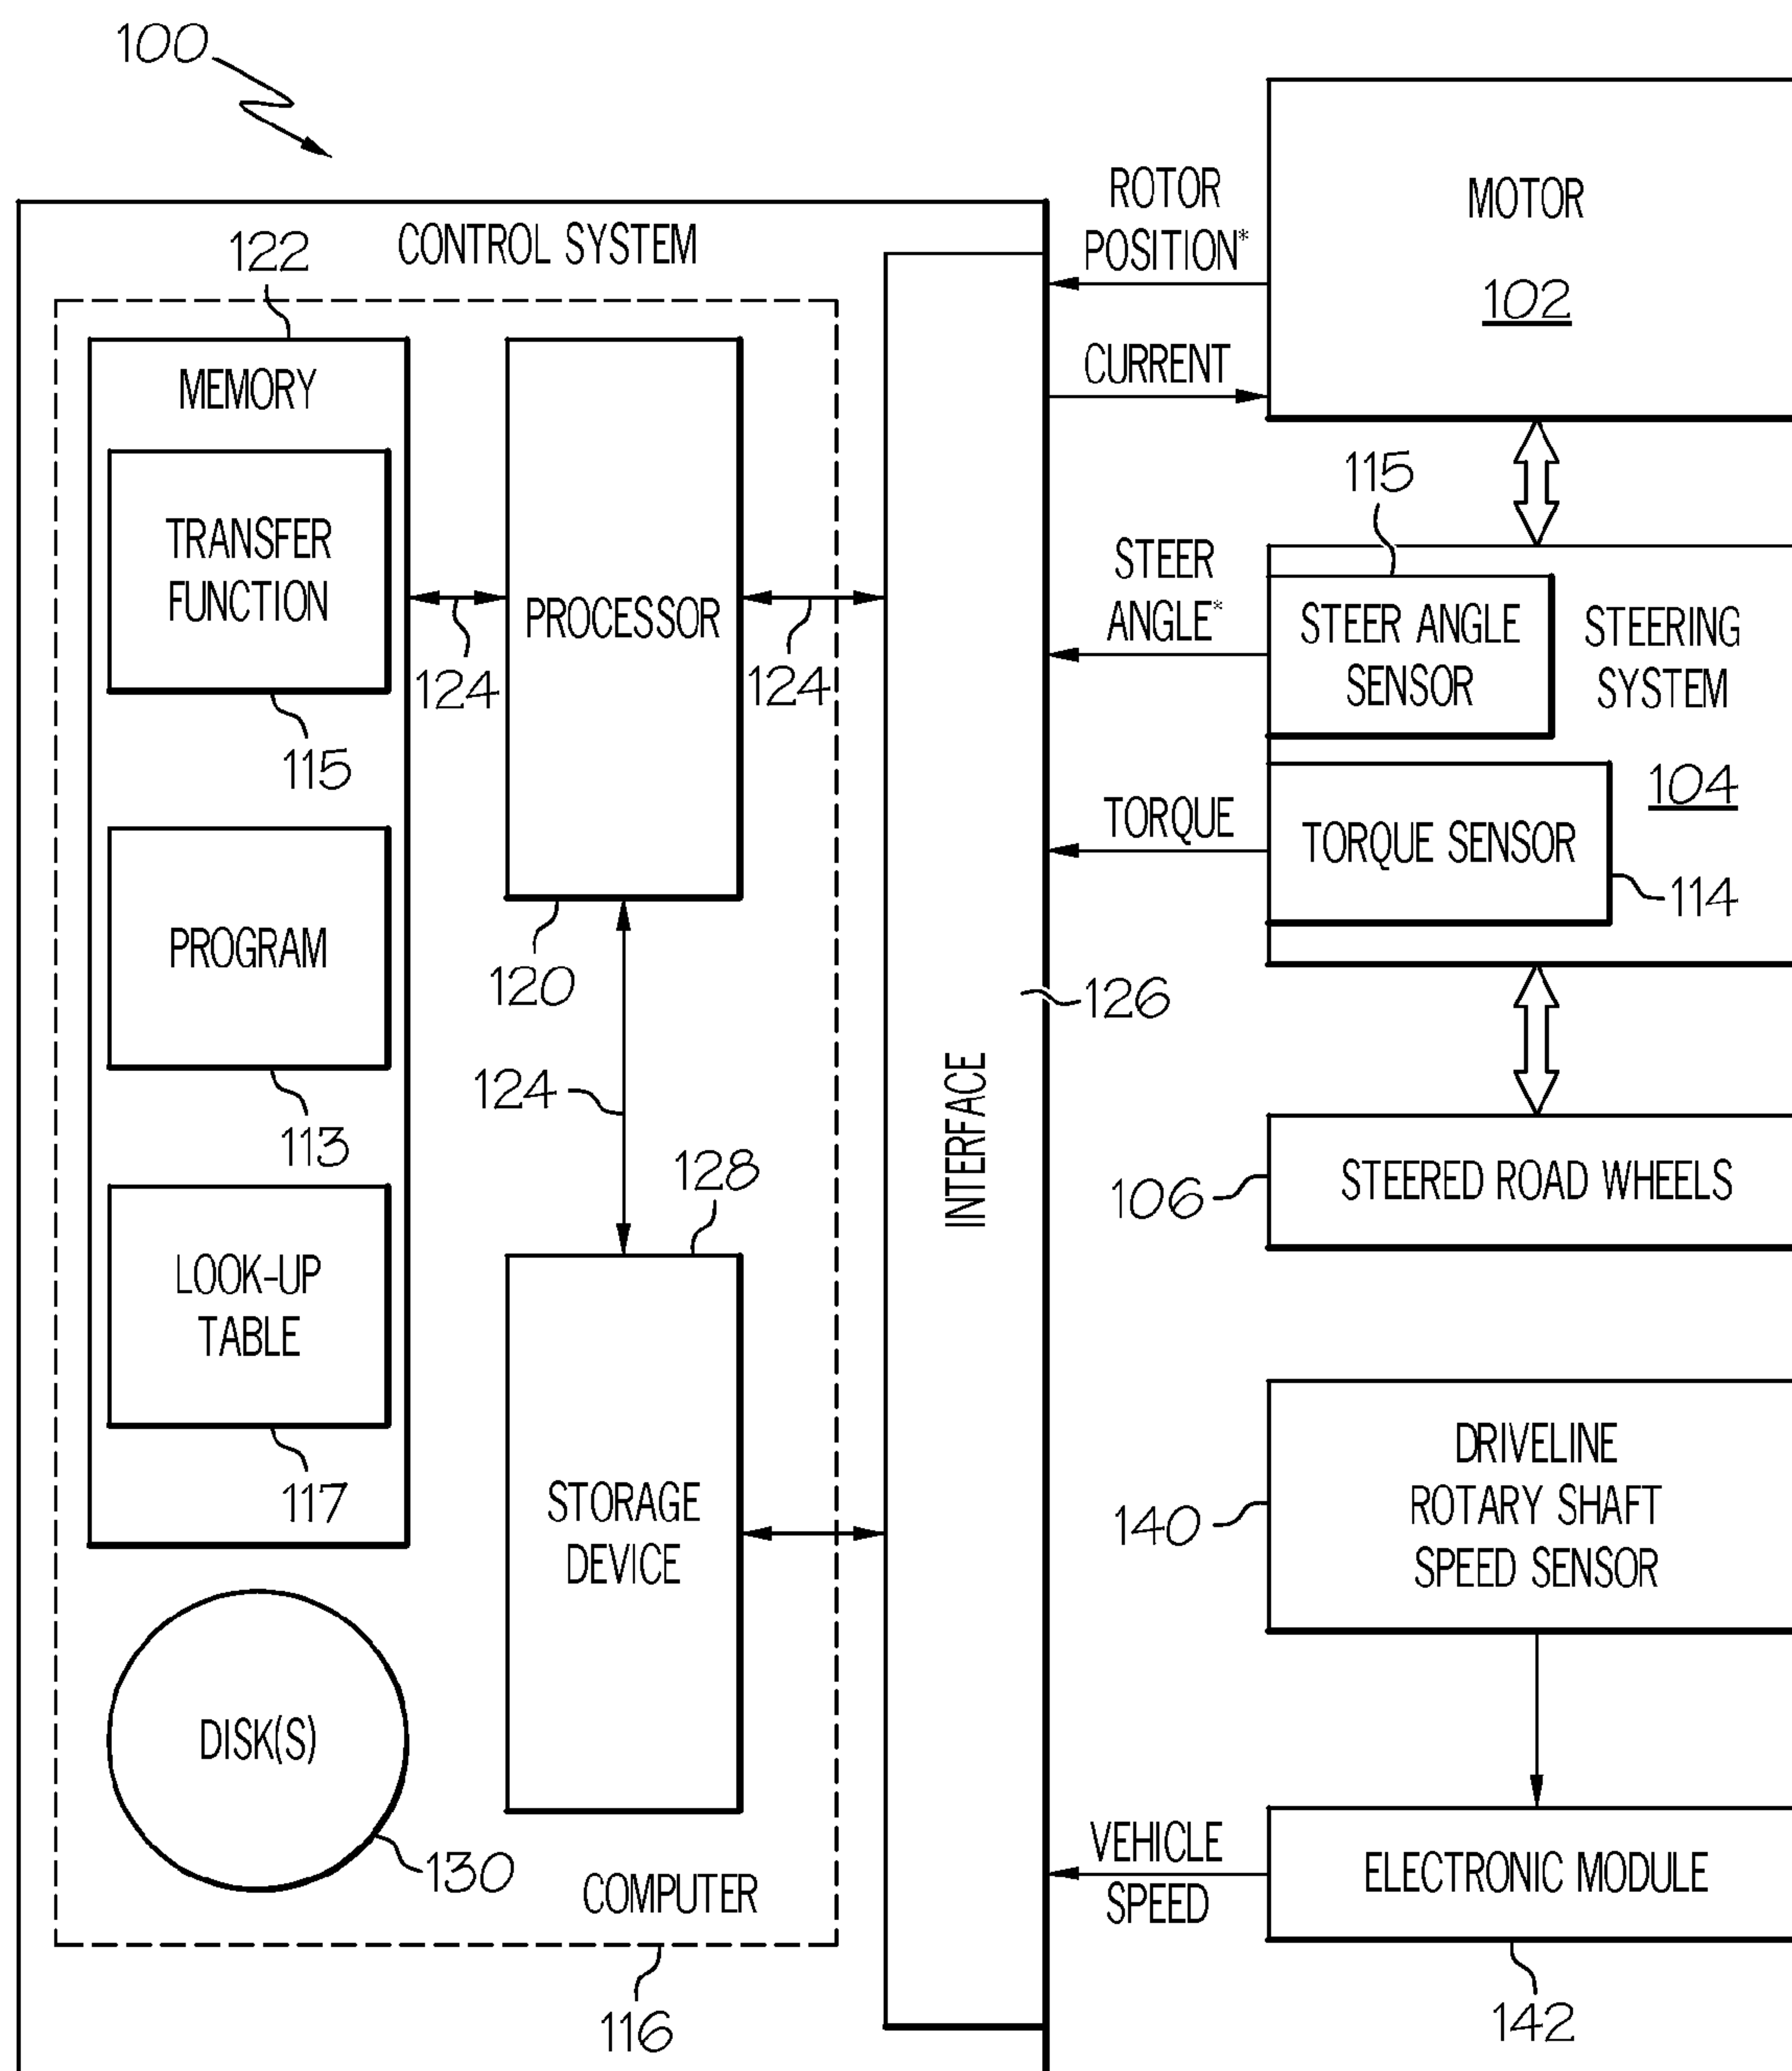 100
CONTROL SYSTEM
122
MEMORY
TRANSFER
FUNCTION
115
PROGRAM
113
LOOK-UP
TABLE
117
DISK(S)
130
124
PROCESSOR
120
124
124
128
STORAGE
DEVICE
COMPUTER
116
INTERFACE
126
ROTOR
POSITION*
CURRENT
STEER
ANGLE*
TORQUE
VEHICLE
SPEED
MOTOR
102
115
STEER ANGLE
SENSOR
STEERING
SYSTEM
104
TORQUE SENSOR
114
106
STEERED ROAD WHEELS
140
DRIVELINE
ROTARY SHAFT
SPEED SENSOR
ELECTRONIC MODULE
142